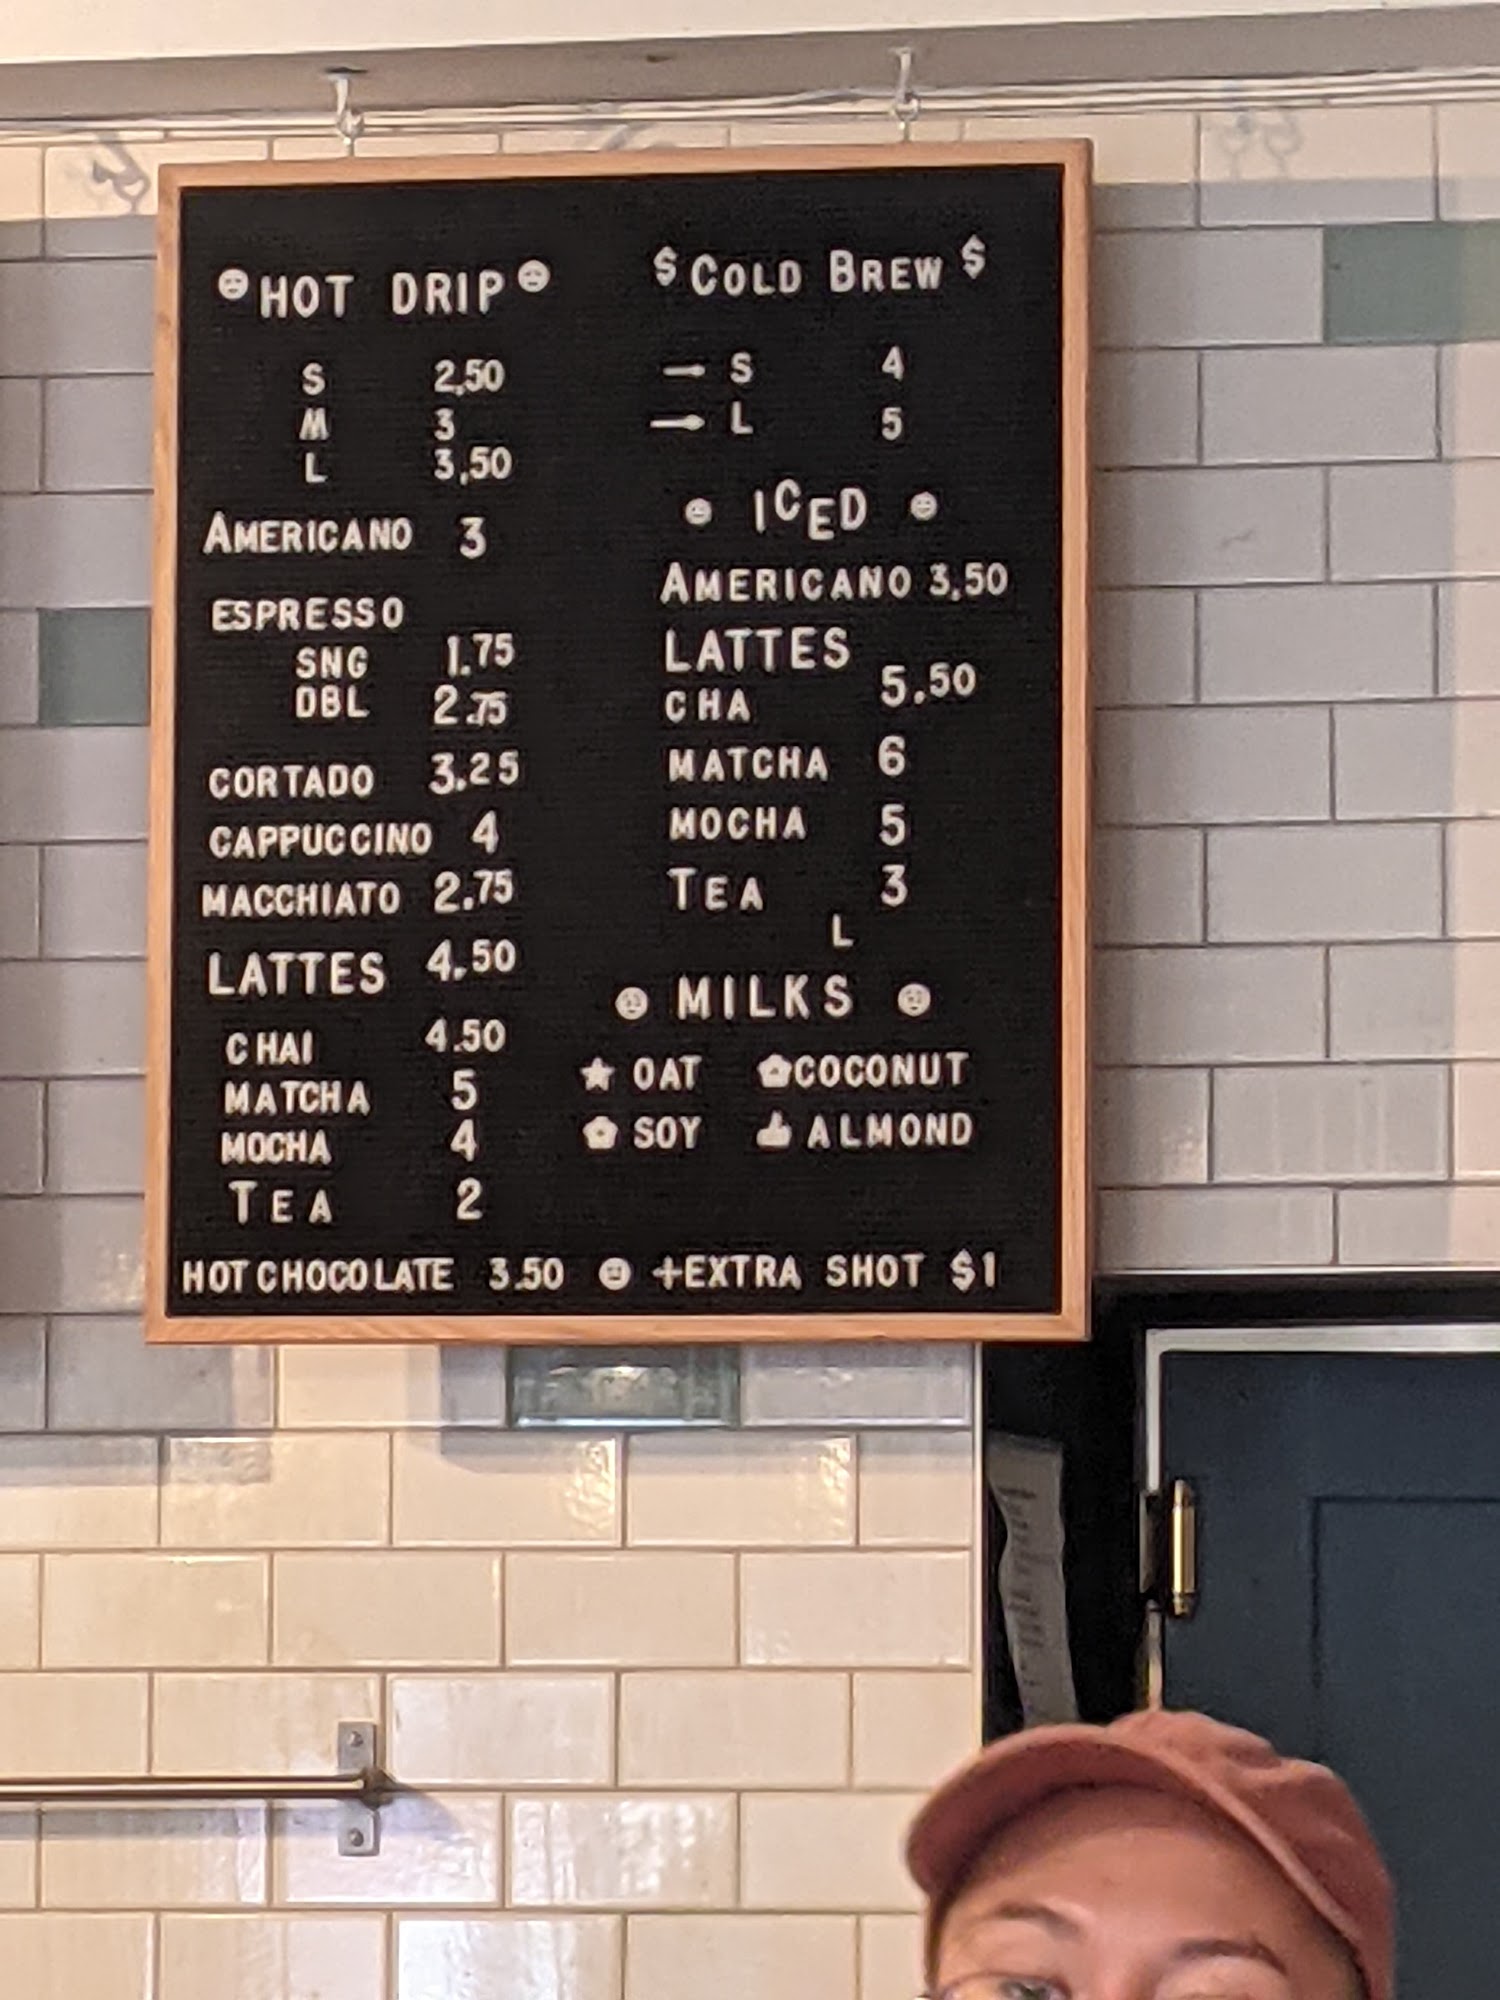 HOT DRIP
S 2.50
M 3
L 3.50
AMERICANO 3
ESPRESSO
SNG 1.75
DBL 2.75
CORTADO 3.25
CAPPUCCINO 4
MACCHIATO 2.75
LATTES 4.50
CHAI 4.50
MATCHA 5
MOCHA 4
TEA 2
HOT CHOCOLATE 3.50
$ COLD BREW $
S 4
L 5
ICED
AMERICANO 3.50
LATTES
CHA 5.50
MATCHA 6
MOCHA 5
TEA 3
L
MILKS
OAT COCONUT
SOY ALMOND
+EXTRA SHOT $1